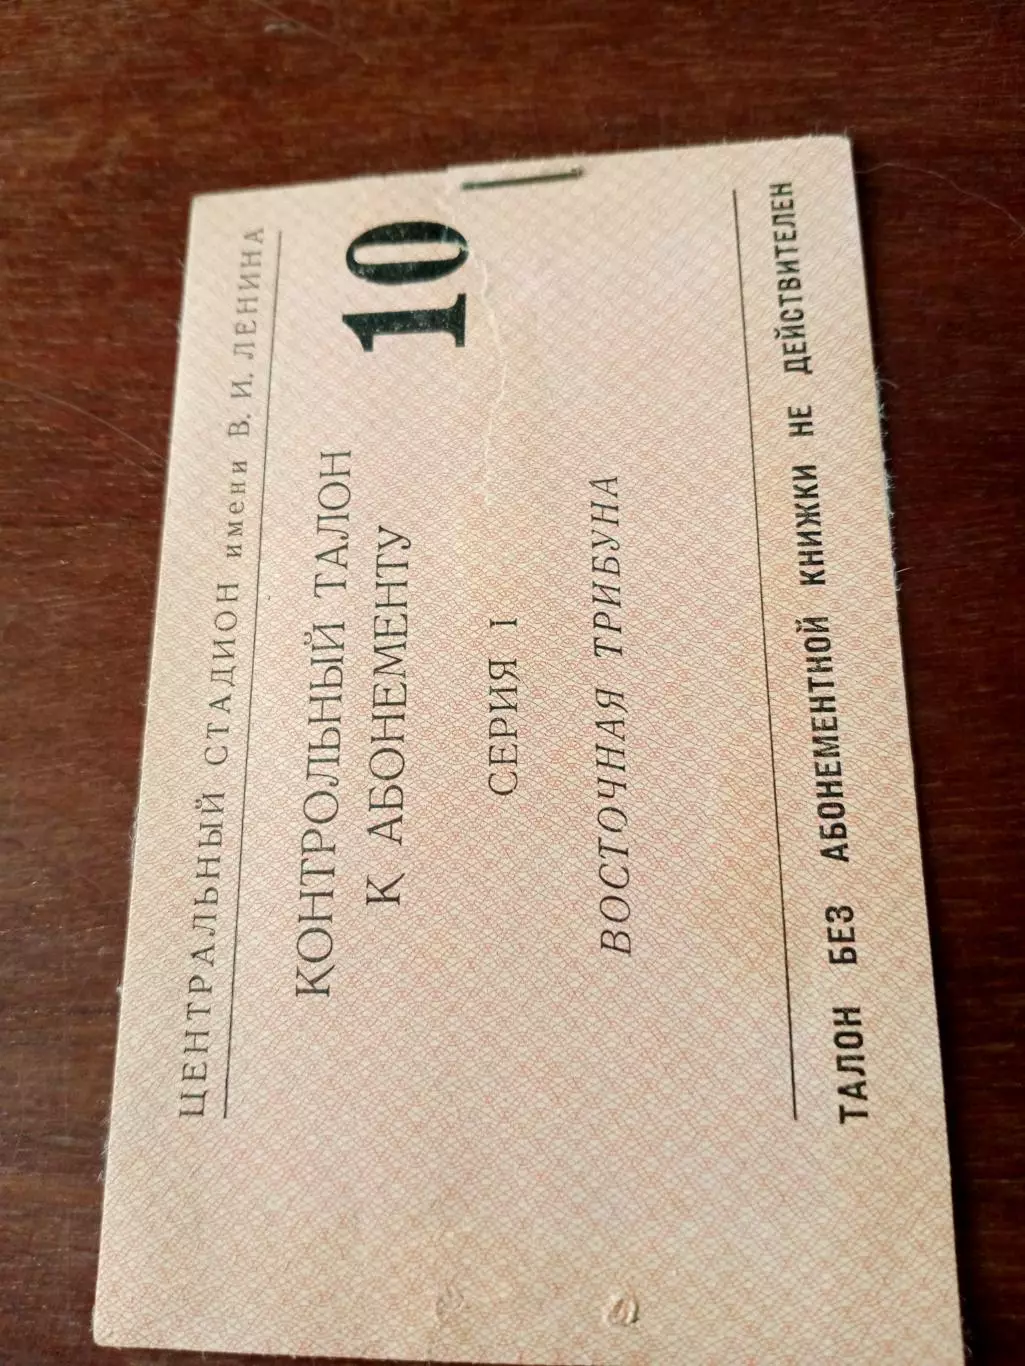 ЦЕНТРАЛЬНЫЙ СТАДИОН имени В. И. ЛЕНИНА
КОНТРОЛЬНЫЙ ТАЛОН
К АБОНЕМЕНТУ
10
СЕРИЯ I
ВОСТОЧНАЯ ТРИБУНА
ТАЛОН БЕЗ АБОНЕМЕНТНОЙ КНИЖКИ НЕ ДЕЙСТВИТЕЛЕН